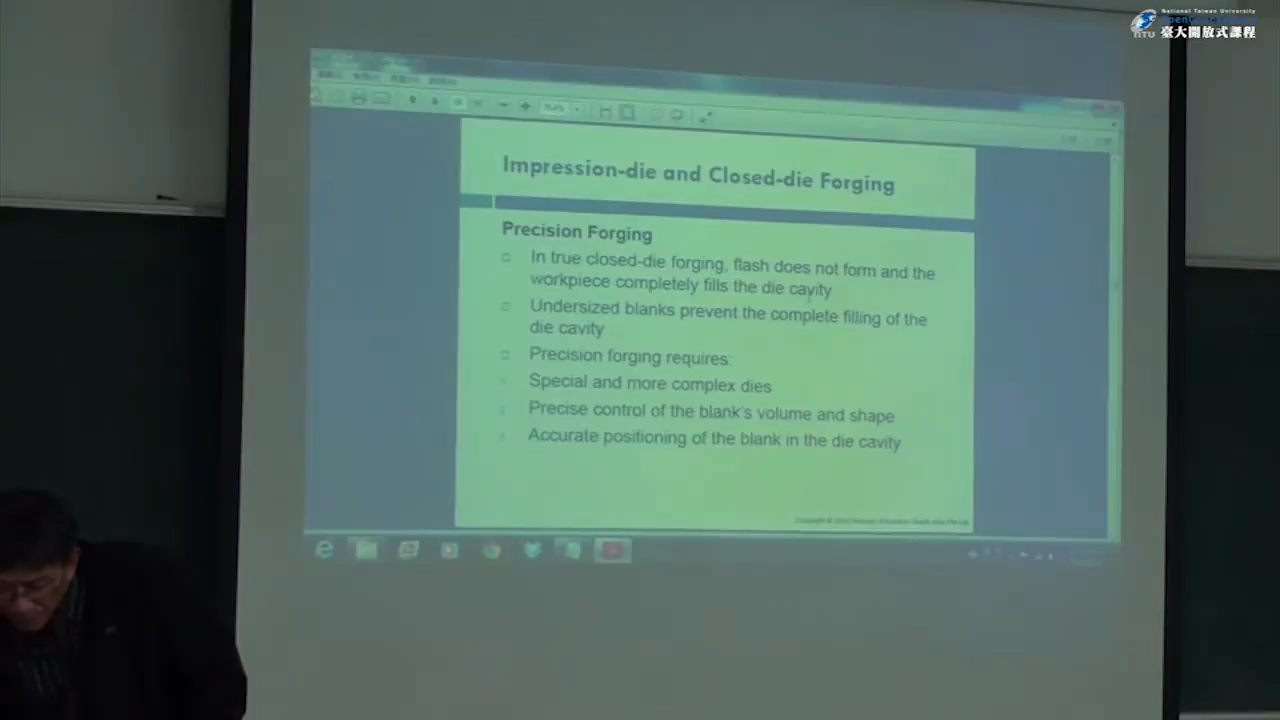 National Taiwan University
NTU
臺大開放式課程
Impression-die and Closed-die Forging
Precision Forging
In true closed-die forging, flash does not form and the
workpiece completely fills the die cavity
Undersized blanks prevent the complete filling of the
die cavity
Precision forging requires:
Special and more complex dies
Precise control of the blank's volume and shape
Accurate positioning of the blank in the die cavity